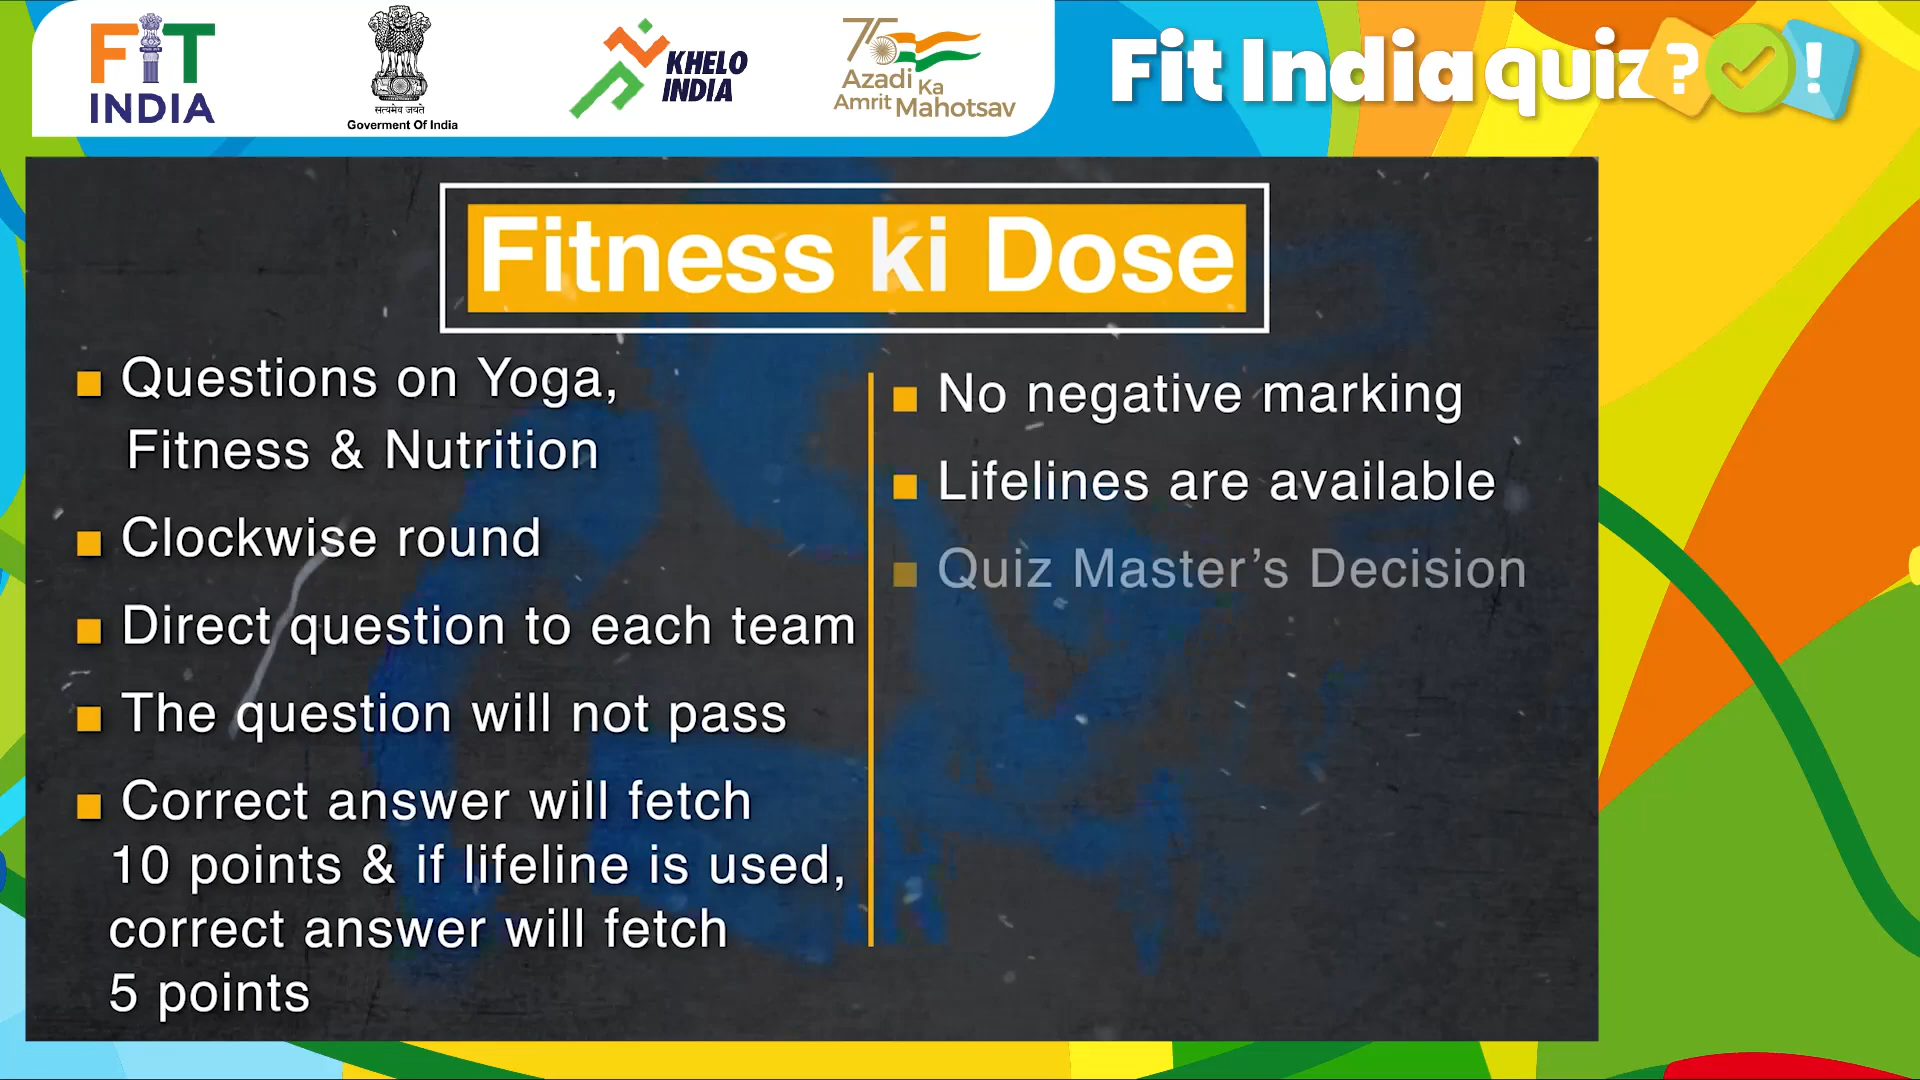 FIT
INDIA
सत्यमेव जयते
Goverment Of India
KHELO
INDIA
75
Azadi
Ka
Amrit Mahotsav
Fit India quiz ? !
Fitness ki Dose
Questions on Yoga,
Fitness & Nutrition
Clockwise round
Direct question to each team
The question will not pass
Correct answer will fetch
10 points & if lifeline is used,
correct answer will fetch
5 points
No negative marking
Lifelines are available
Quiz Master’s Decision